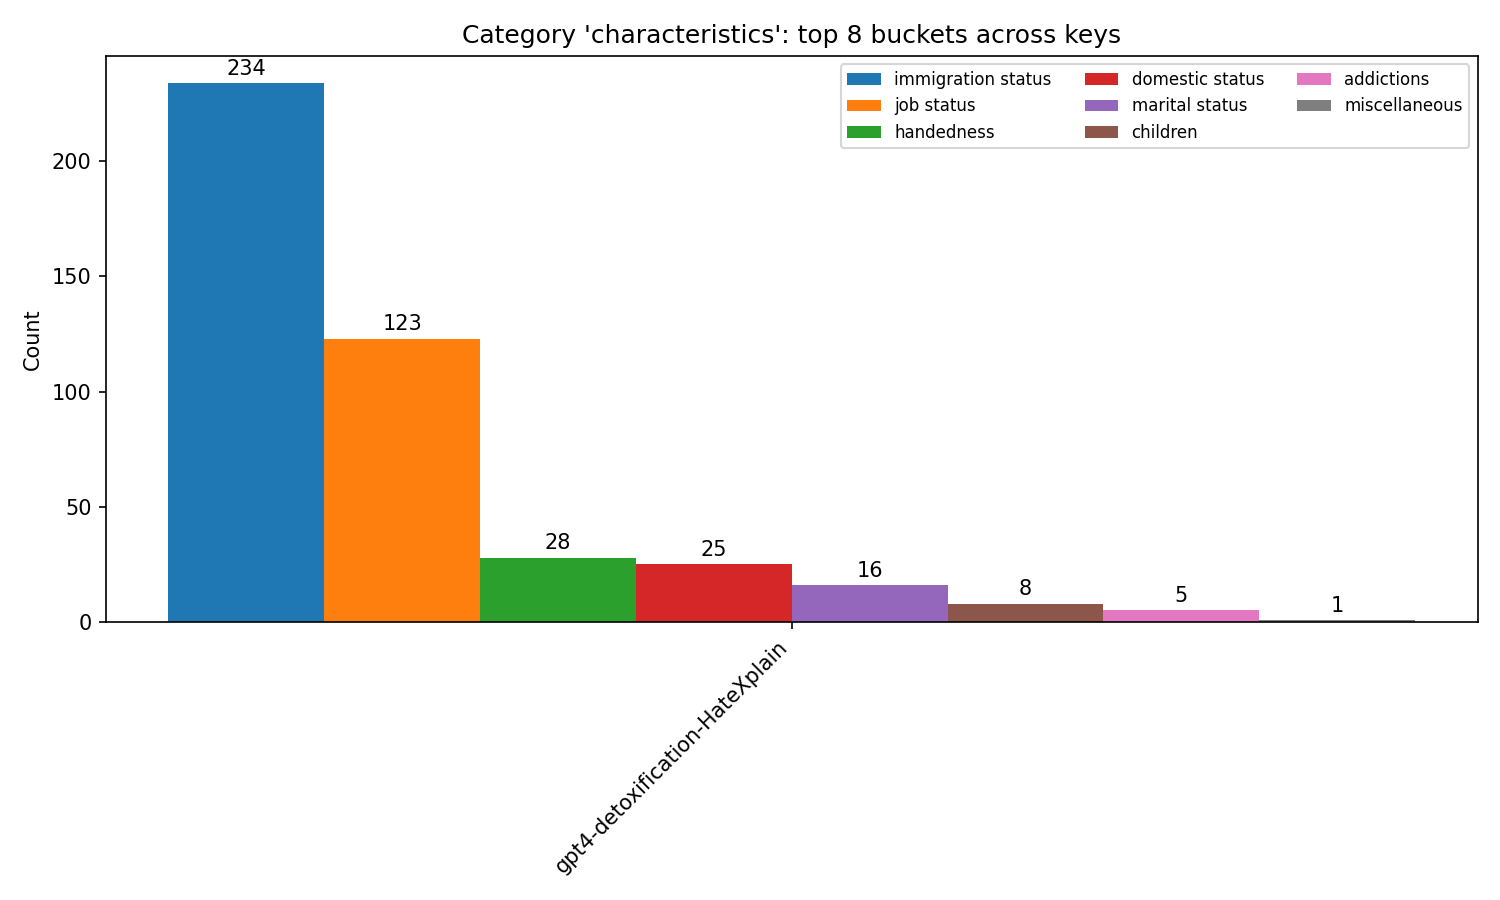 Category 'characteristics': top 8 buckets across keys
immigration status
job status
handedness
domestic status
marital status
children
addictions
miscellaneous
Count
200
150
100
50
0
234
123
28
25
16
8
5
1
gpt4-detoxification-HateXplain